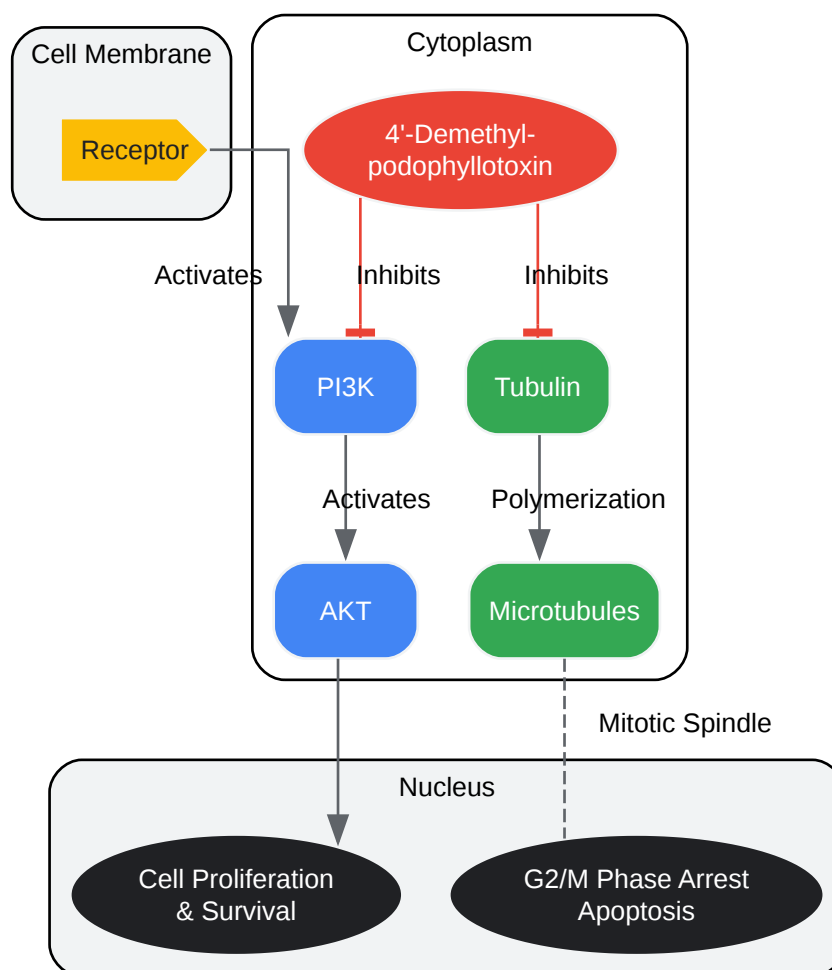 Cell Membrane
Cytoplasm
Receptor
4'-Demethyl-
podophyllotoxin
Activates
Inhibits
Inhibits
PI3K
Tubulin
Activates
Polymerization
AKT
Microtubules
Mitotic Spindle
Nucleus
Cell Proliferation
& Survival
G2/M Phase Arrest
Apoptosis